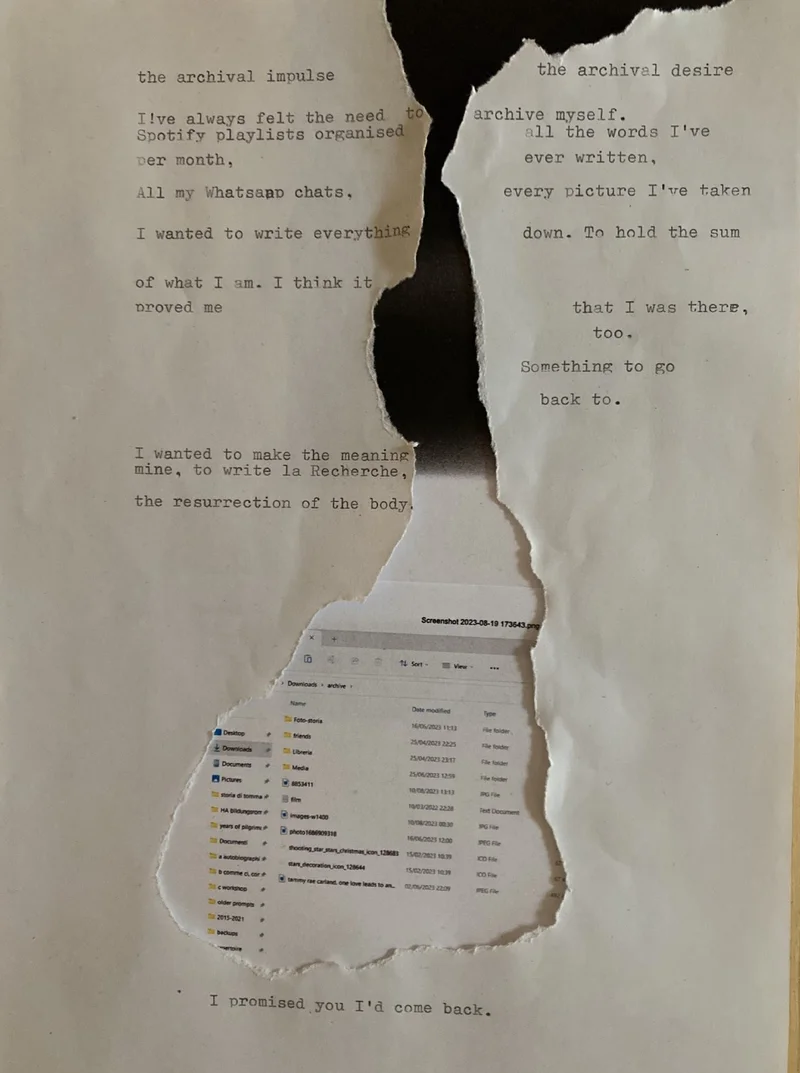 the archival impulse
the archival desire
I!ve always felt the need to archive myself.
Spotify playlists organised all the words I've
per month, ever written,
All my Whatsapp chats, every picture I've taken
I wanted to write everything down. To hold the sum
of what I am. I think it
proved me that I was there,
too.
Something to go
back to.
I wanted to make the meaning
mine, to write la Recherche,
the resurrection of the body.
Screenshot 2023-08-19 173643.png
× +
Sort View ...
Downloads › archive ›
Name Date modified Type
Foto-storia 16/06/2023 11:13 File folder
Desktop friends 25/04/2023 22:25 File folder
Downloads Libreria 25/04/2023 23:17 File folder
Documents Media 25/06/2023 12:59 File folder
Pictures 8853411 10/08/2023 13:13 JPG File
storia di tomma film 19/03/2022 22:28 Text Document
HA Bildungsrom images-w1400 10/08/2023 08:30 JPG File
years of pilgrim photo1686909318 16/06/2023 12:00 JPEG File
Documenti shooting_star_stars_christmas_icon_128683 15/02/2023 10:39 ICO File
a autobiographi stars_decoration_icon_128644 15/02/2023 10:39 ICO File
b comme ci, cor tammy rae carland, one love leads to an... 02/06/2023 22:09 JPEG File
c workshop
older prompts
2015-2021
backups
I promised you I'd come back.